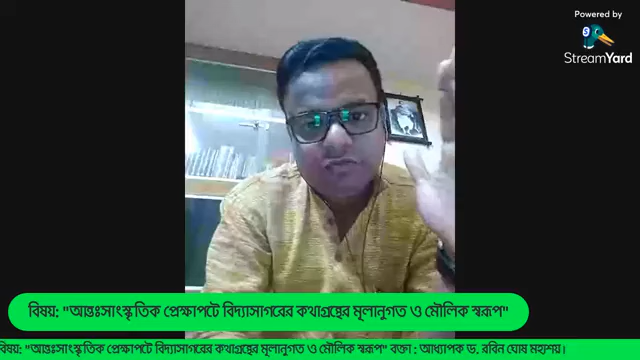 Powered by
StreamYard
বিষয়: "আন্তঃসাংস্কৃতিক প্রেক্ষাপটে বিদ্যাসাগরের কথাগ্রন্থের মূলানুগত ও মৌলিক স্বরূপ"
বিষয়: "আন্তঃসাংস্কৃতিক প্রেক্ষাপটে বিদ্যাসাগরের কথাগ্রন্থের মূলানুগত ও মৌলিক স্বরূপ" বক্তা : আধ্যাপক ড. রবিন ঘোষ মহাশয়।